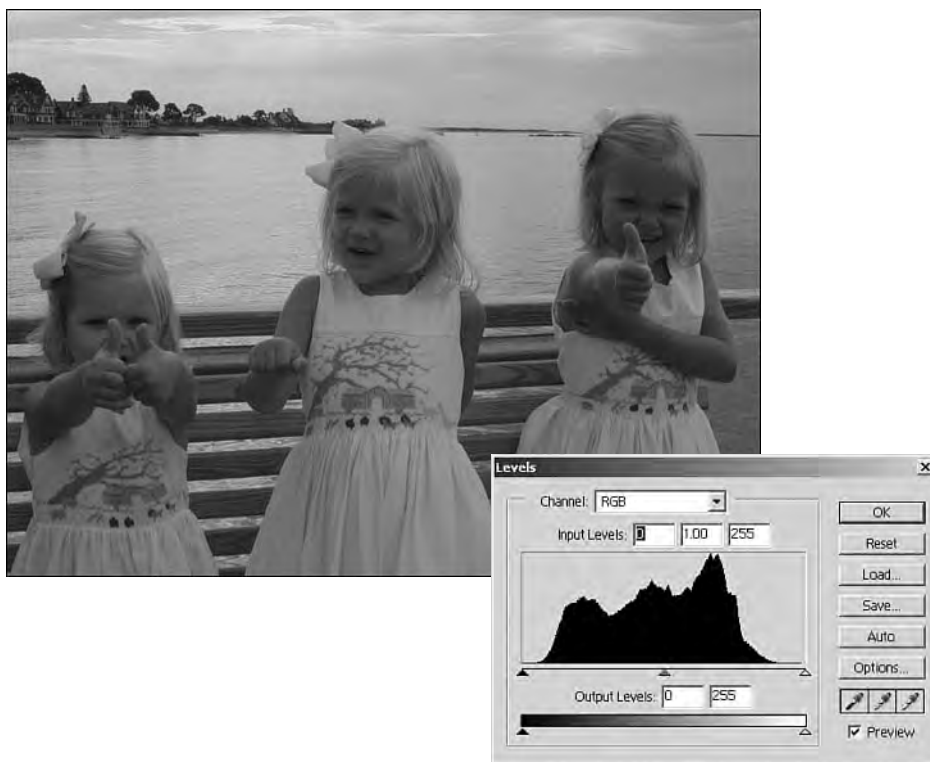 Levels
Channel: RGB
Input Levels: 0 1.00 255
Output Levels: 0 255
OK
Reset
Load...
Save...
Auto
Options...
Preview